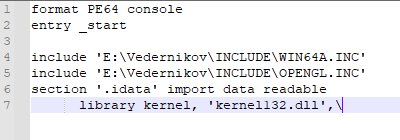 1 format PE64 console
2 entry _start
3
4 include 'E:\Vedernikov\INCLUDE\WIN64A.INC'
5 include 'E:\Vedernikov\INCLUDE\OPENGL.INC'
6 section '.idata' import data readable
7 library kernel, 'kernel132.dll',\